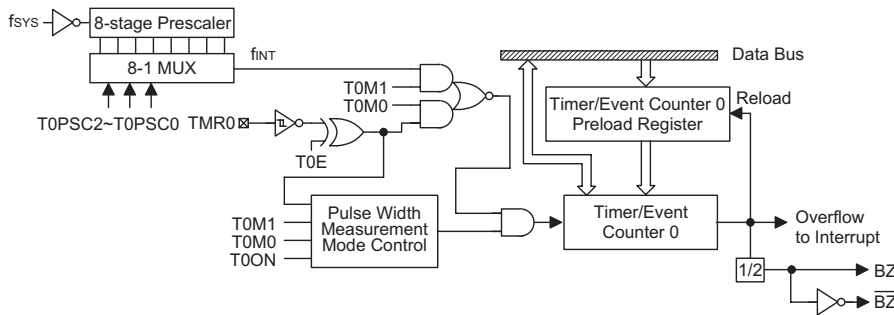 fSYS
8-stage Prescaler
8-1 MUX
fINT
T0PSC2~T0PSC0
TMR0
T0E
T0M1
T0M0
T0M1
T0M0
T0ON
Pulse Width
Measurement
Mode Control
Data Bus
Timer/Event Counter 0
Preload Register
Reload
Timer/Event
Counter 0
Overflow
to Interrupt
1/2
BZ
BZ